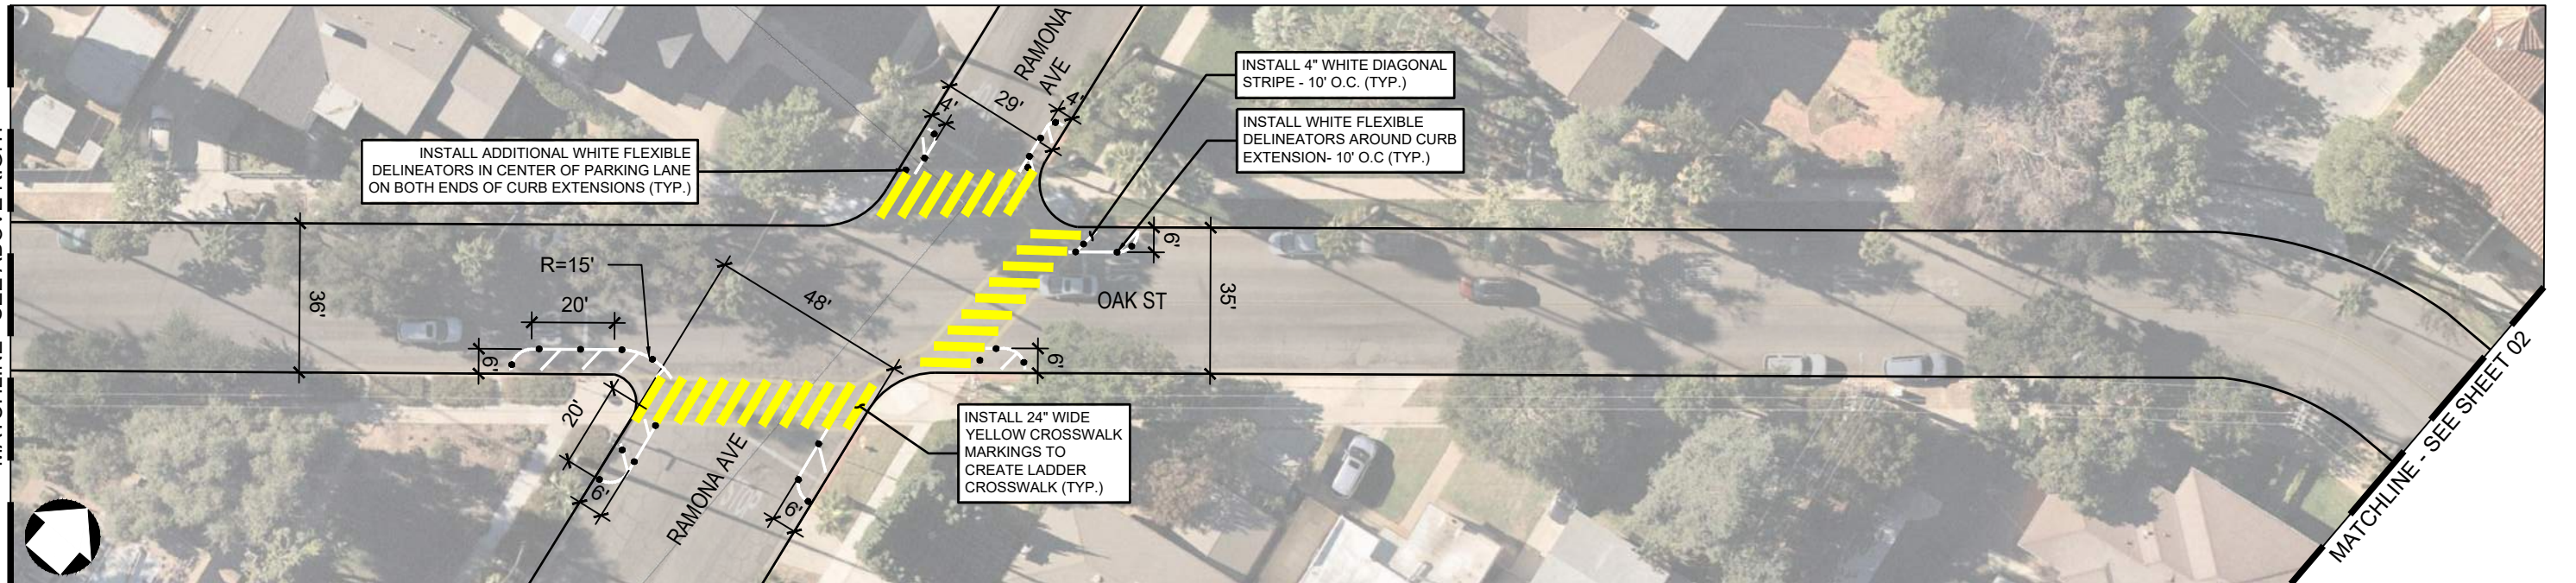 RAMONA
AVE
4'
29'
4'
INSTALL 4" WHITE DIAGONAL
STRIPE - 10' O.C. (TYP.)
INSTALL WHITE FLEXIBLE
DELINEATORS AROUND CURB
EXTENSION- 10' O.C (TYP.)
INSTALL ADDITIONAL WHITE FLEXIBLE
DELINEATORS IN CENTER OF PARKING LANE
ON BOTH ENDS OF CURB EXTENSIONS (TYP.)
6'
R=15'
20'
48'
36'
OAK ST
35'
6'
6'
20'
INSTALL 24" WIDE
YELLOW CROSSWALK
MARKINGS TO
CREATE LADDER
CROSSWALK (TYP.)
RAMONA AVE
6'
6'
MATCHLINE - SEE SHEET 02